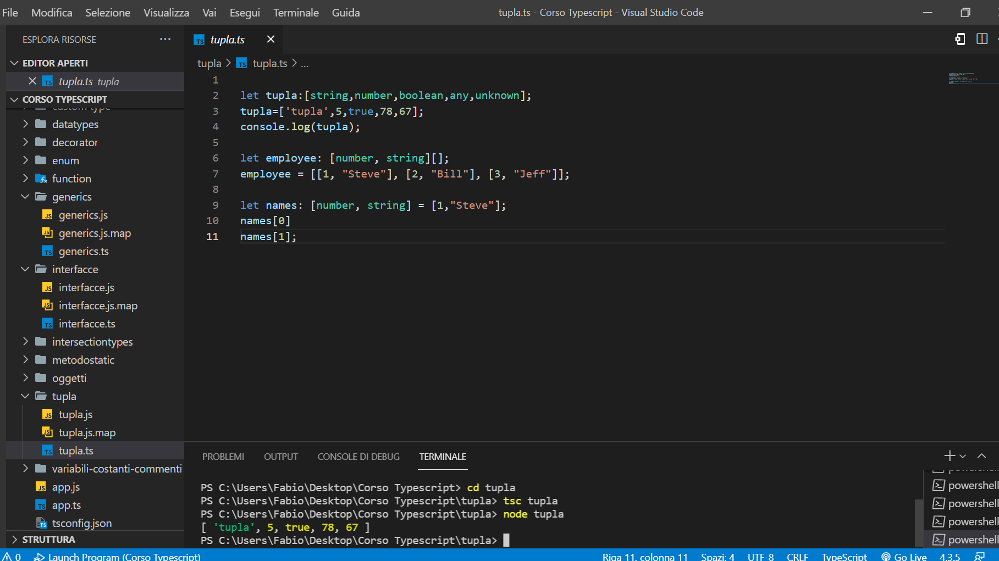 File Modifica Selezione Visualizza Vai Esegui Terminale Guida
tupla.ts - Corso Typescript - Visual Studio Code
ESPLORA RISORSE
EDITOR APERTI
tupla.ts tupla
CORSO TYPESCRIPT
custom-type
datatypes
decorator
enum
function
generics
generics.js
generics.js.map
generics.ts
interfacce
interfacce.js
interfacce.js.map
interfacce.ts
intersectiontypes
metodostatic
oggetti
tupla
tupla.js
tupla.js.map
tupla.ts
variabili-costanti-commenti
app.js
app.ts
tsconfig.json
STRUTTURA
tupla.ts
tupla > tupla.ts > ...
1
2 let tupla:[string,number,boolean,any,unknown];
3 tupla=['tupla',5,true,78,67];
4 console.log(tupla);
5
6 let employee: [number, string][];
7 employee = [[1, "Steve"], [2, "Bill"], [3, "Jeff"]];
8
9 let names: [number, string] = [1,"Steve"];
10 names[0]
11 names[1];
PROBLEMI OUTPUT CONSOLE DI DEBUG TERMINALE
PS C:\Users\Fabio\Desktop\Corso Typescript> cd tupla
PS C:\Users\Fabio\Desktop\Corso Typescript\tupla> tsc tupla
PS C:\Users\Fabio\Desktop\Corso Typescript\tupla> node tupla
[ 'tupla', 5, true, 78, 67 ]
PS C:\Users\Fabio\Desktop\Corso Typescript\tupla>
powershell
powershell
powershell
powershell
powershell
0 Launch Program (Corso Typescript)
Riga 11, colonna 11 Spazi: 4 UTF-8 CRLF TypeScript Go Live 4.3.5